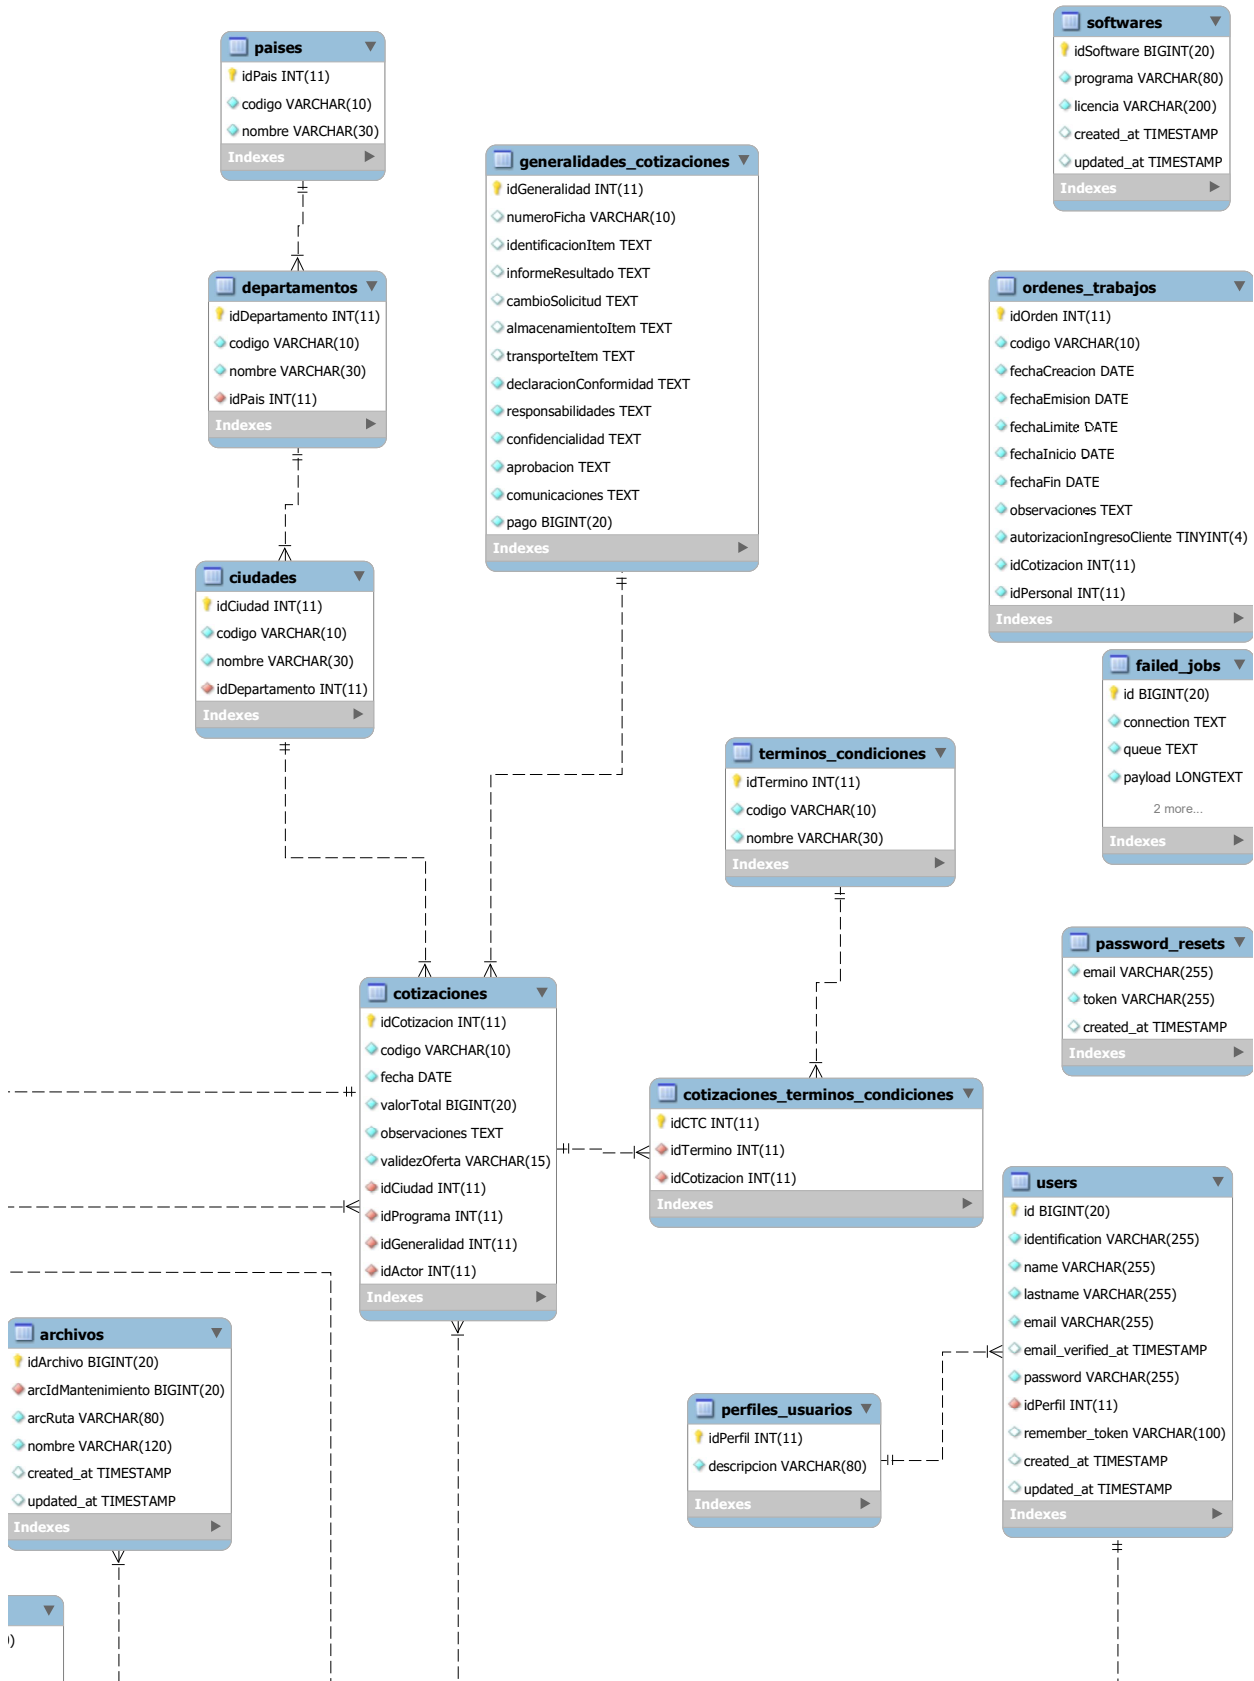 paises
idPais INT(11)
codigo VARCHAR(10)
nombre VARCHAR(30)
Indexes
departamentos
idDepartamento INT(11)
codigo VARCHAR(10)
nombre VARCHAR(30)
idPais INT(11)
Indexes
ciudades
idCiudad INT(11)
codigo VARCHAR(10)
nombre VARCHAR(30)
idDepartamento INT(11)
Indexes
generalidades_cotizaciones
idGeneralidad INT(11)
numeroFicha VARCHAR(10)
identificacionItem TEXT
informeResultado TEXT
cambioSolicitud TEXT
almacenamientoItem TEXT
transporteItem TEXT
declaracionConformidad TEXT
responsabilidades TEXT
confidencialidad TEXT
aprobacion TEXT
comunicaciones TEXT
pago BIGINT(20)
Indexes
softwares
idSoftware BIGINT(20)
programa VARCHAR(80)
licencia VARCHAR(200)
created_at TIMESTAMP
updated_at TIMESTAMP
Indexes
ordenes_trabajos
idOrden INT(11)
codigo VARCHAR(10)
fechaCreacion DATE
fechaEmision DATE
fechaLimite DATE
fechaInicio DATE
fechaFin DATE
observaciones TEXT
autorizacionIngresoCliente TINYINT(4)
idCotizacion INT(11)
idPersonal INT(11)
Indexes
failed_jobs
id BIGINT(20)
connection TEXT
queue TEXT
payload LONGTEXT
2 more...
Indexes
terminos_condiciones
idTermino INT(11)
codigo VARCHAR(10)
nombre VARCHAR(30)
Indexes
password_resets
email VARCHAR(255)
token VARCHAR(255)
created_at TIMESTAMP
Indexes
cotizaciones
idCotizacion INT(11)
codigo VARCHAR(10)
fecha DATE
valorTotal BIGINT(20)
observaciones TEXT
validezOferta VARCHAR(15)
idCiudad INT(11)
idPrograma INT(11)
idGeneralidad INT(11)
idActor INT(11)
Indexes
cotizaciones_terminos_condiciones
idCTC INT(11)
idTermino INT(11)
idCotizacion INT(11)
Indexes
users
id BIGINT(20)
identification VARCHAR(255)
name VARCHAR(255)
lastname VARCHAR(255)
email VARCHAR(255)
email_verified_at TIMESTAMP
password VARCHAR(255)
idPerfil INT(11)
remember_token VARCHAR(100)
created_at TIMESTAMP
updated_at TIMESTAMP
Indexes
archivos
idArchivo BIGINT(20)
arcIdMantenimiento BIGINT(20)
arcRuta VARCHAR(80)
nombre VARCHAR(120)
created_at TIMESTAMP
updated_at TIMESTAMP
Indexes
perfiles_usuarios
idPerfil INT(11)
descripcion VARCHAR(80)
Indexes